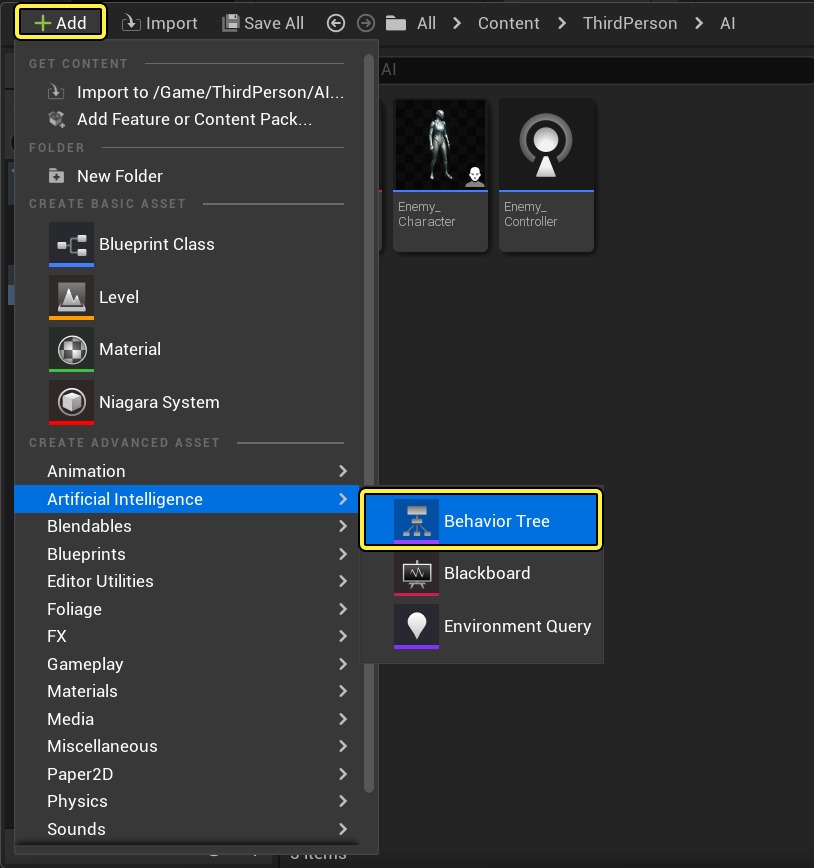 Add
Import
Save All
All
Content
ThirdPerson
AI
GET CONTENT
AI
Import to /Game/ThirdPerson/AI...
Add Feature or Content Pack...
FOLDER
New Folder
CREATE BASIC ASSET
Enemy_
Character
Enemy_
Controller
Blueprint Class
Level
Material
Niagara System
CREATE ADVANCED ASSET
Animation
Artificial Intelligence
Behavior Tree
Blackboard
Environment Query
Blendables
Blueprints
Editor Utilities
Foliage
FX
Gameplay
Materials
Media
Miscellaneous
Paper2D
Physics
Sounds
items